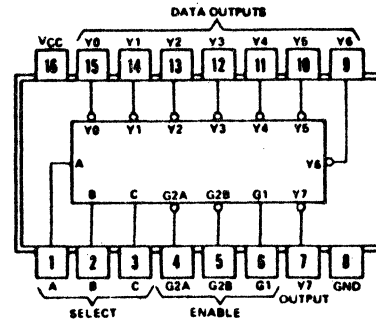 DATA OUTPUTS
VCC Y0 Y1 Y2 Y3 Y4 Y5 Y6
16 15 14 13 12 11 10 9
Y0 Y1 Y2 Y3 Y4 Y5
A Y6
B C G2A G2B G1 Y7
1 2 3 4 5 6 7 8
A B C G2A G2B G1 Y7 GND
SELECT ENABLE OUTPUT